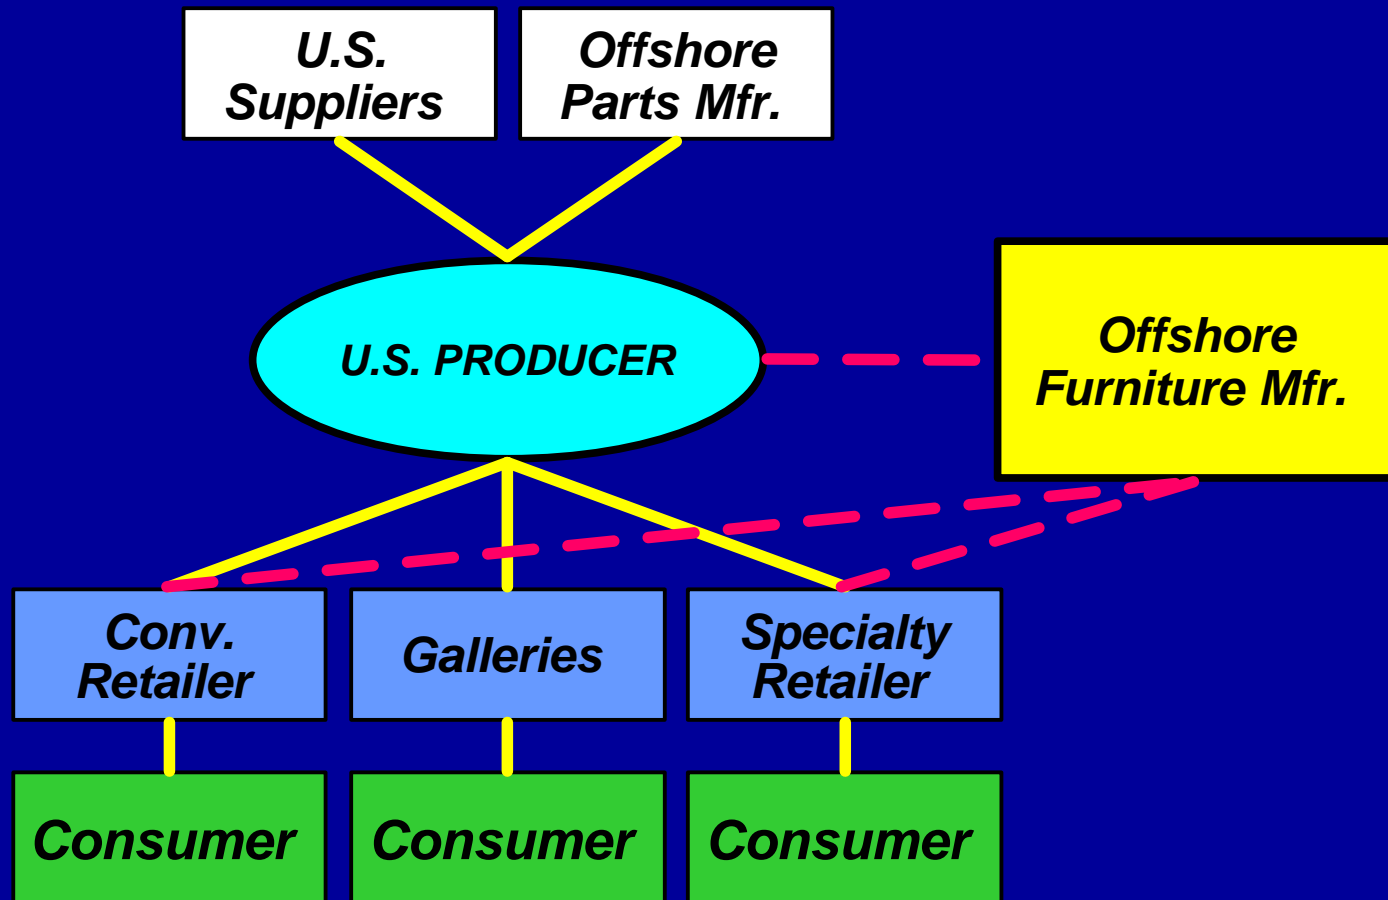 U.S.
Suppliers
Offshore
Parts Mfr.
U.S. PRODUCER
Offshore
Furniture Mfr.
Conv.
Retailer
Galleries
Specialty
Retailer
Consumer
Consumer
Consumer